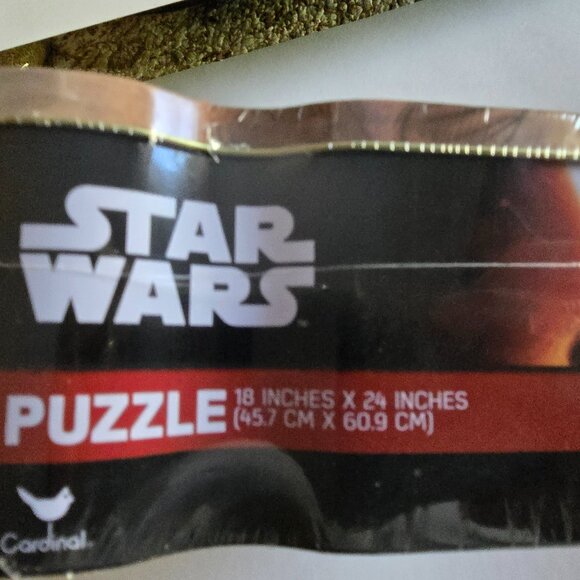 STAR
WARS
PUZZLE 18 INCHES X 24 INCHES
(45.7 CM X 60.9 CM)
Cardinal